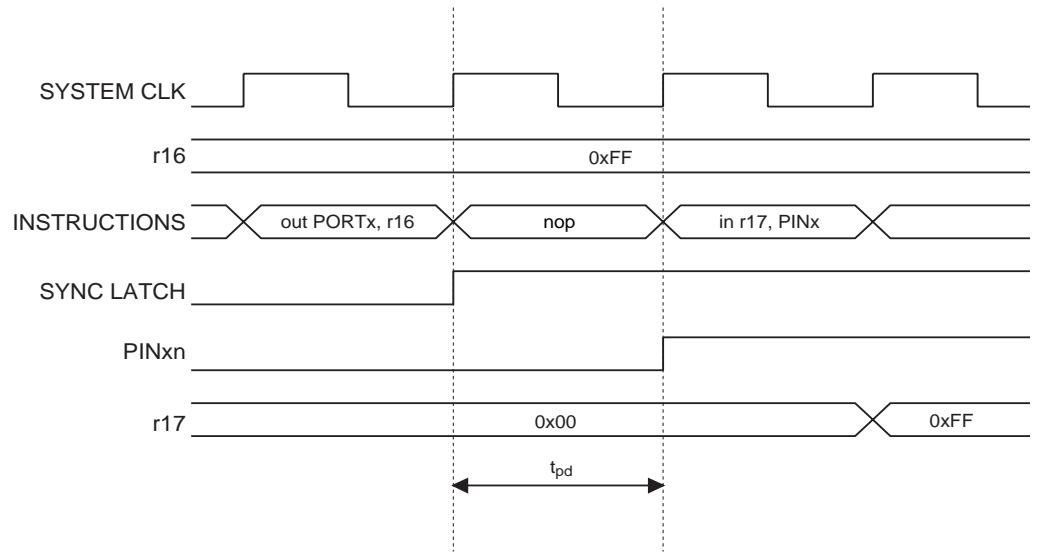 SYSTEM CLK
r16
0xFF
INSTRUCTIONS
out PORTx, r16
nop
in r17, PINx
SYNC LATCH
PINxn
r17
0x00
0xFF
tpd